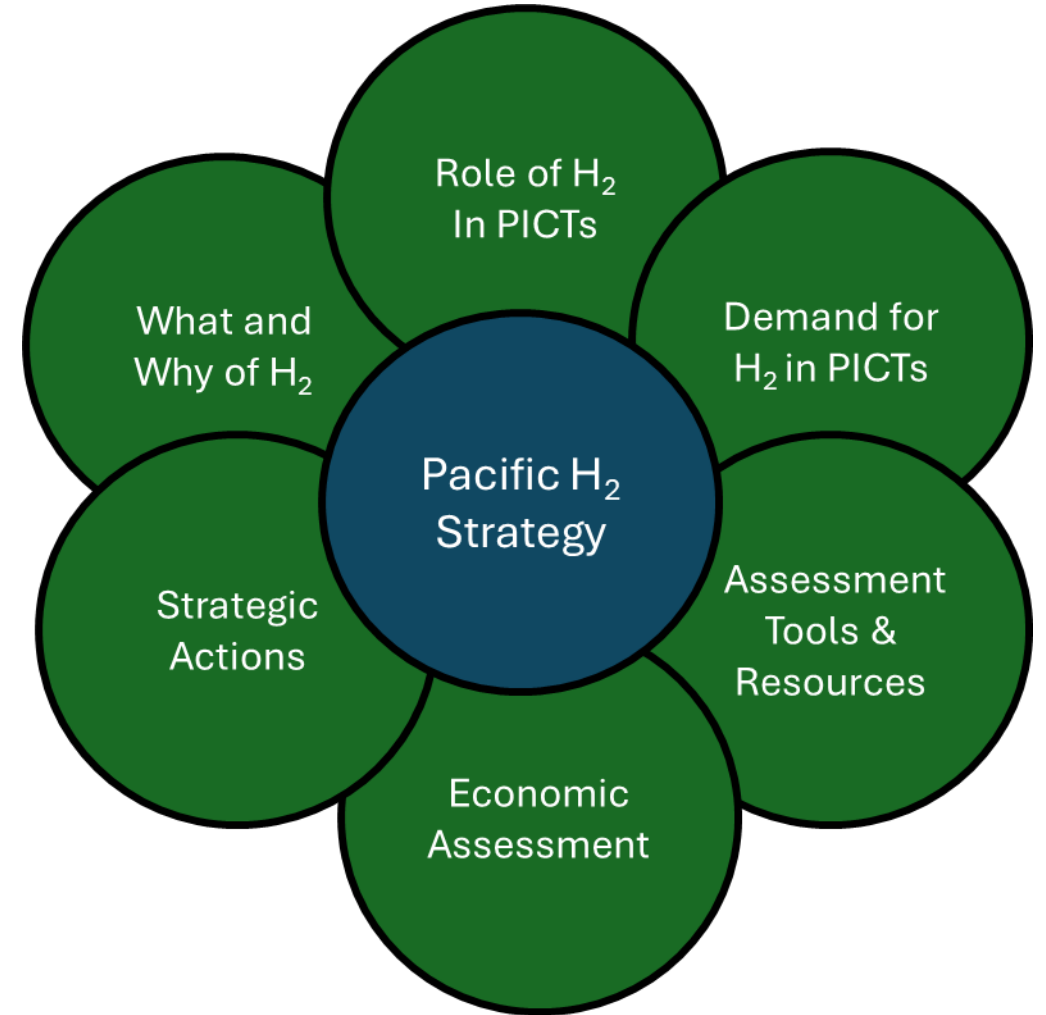 Role of H₂
In PICTs
What and
Why of H₂
Demand for
H₂ in PICTs
Pacific H₂
Strategy
Strategic
Actions
Assessment
Tools &
Resources
Economic
Assessment